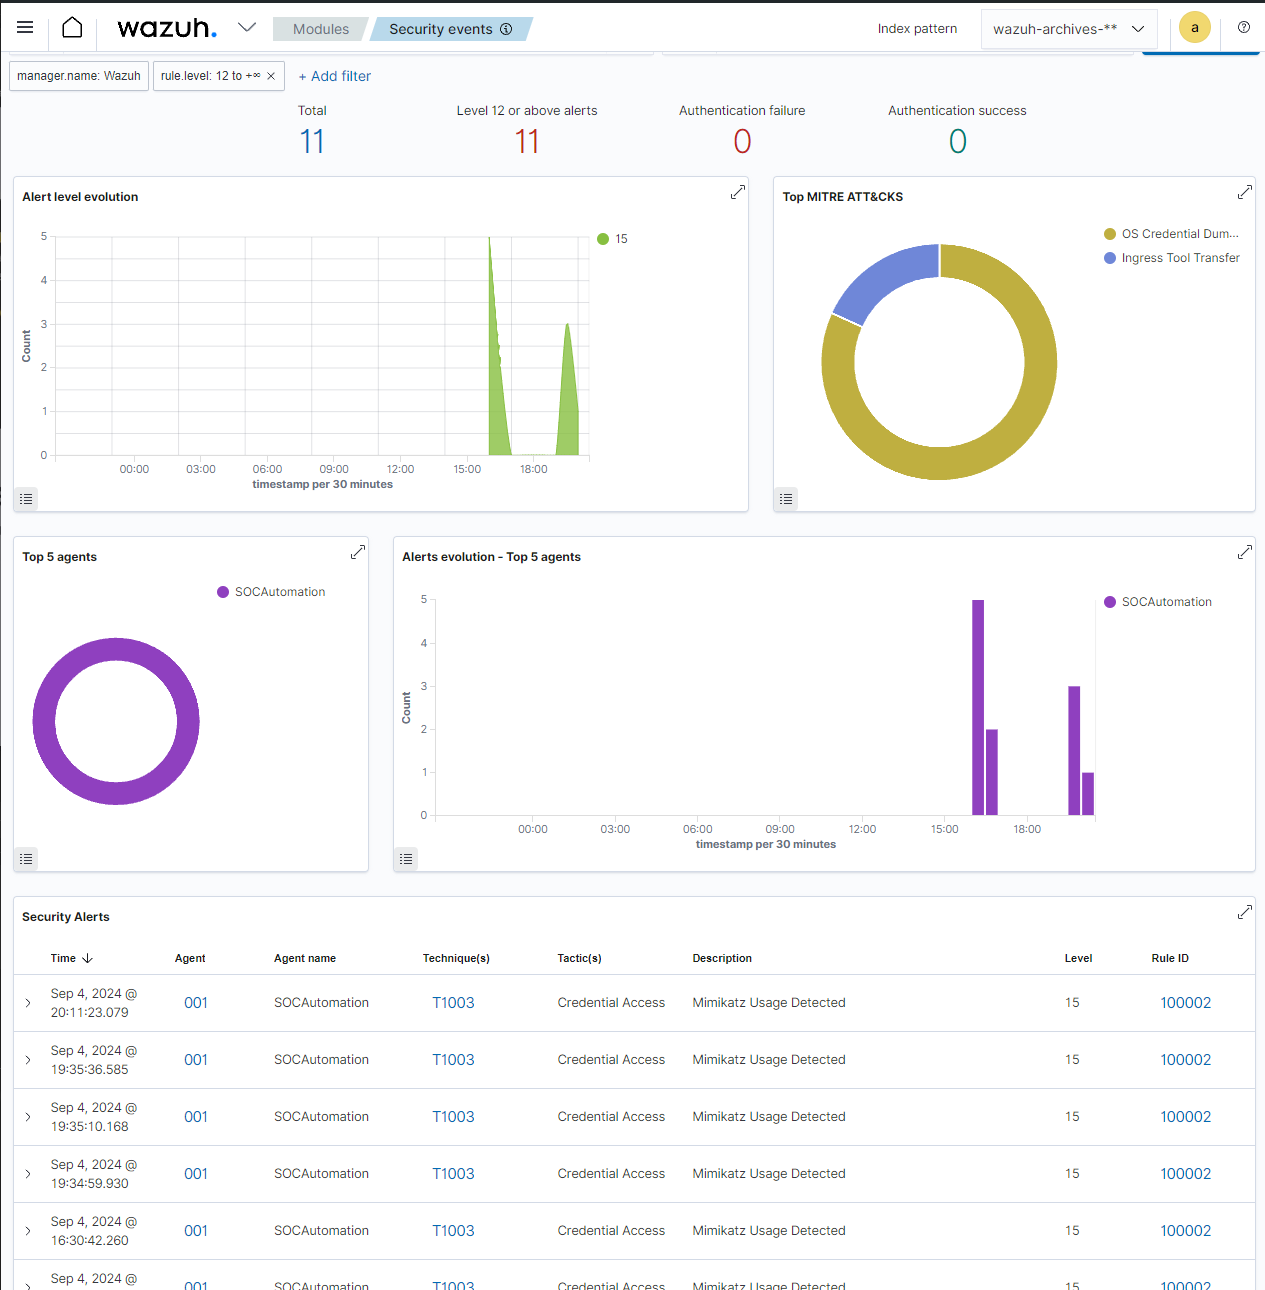 wazuh.
Modules
Security events
Index pattern
wazuh-archives-**
a
manager.name: Wazuh
rule.level: 12 to +∞ ×
+ Add filter
Total
11
Level 12 or above alerts
11
Authentication failure
0
Authentication success
0
Alert level evolution
5
4
3
2
1
0
Count
00:00 03:00 06:00 09:00 12:00 15:00 18:00
timestamp per 30 minutes
15
Top MITRE ATT&CKS
OS Credential Dum...
Ingress Tool Transfer
Top 5 agents
SOCAutomation
Alerts evolution - Top 5 agents
5
4
3
2
1
0
Count
00:00 03:00 06:00 09:00 12:00 15:00 18:00
timestamp per 30 minutes
SOCAutomation
Security Alerts
Time Agent Agent name Technique(s) Tactic(s) Description Level Rule ID
Sep 4, 2024 @
20:11:23.079 001 SOCAutomation T1003 Credential Access Mimikatz Usage Detected 15 100002
Sep 4, 2024 @
19:35:36.585 001 SOCAutomation T1003 Credential Access Mimikatz Usage Detected 15 100002
Sep 4, 2024 @
19:35:10.168 001 SOCAutomation T1003 Credential Access Mimikatz Usage Detected 15 100002
Sep 4, 2024 @
19:34:59.930 001 SOCAutomation T1003 Credential Access Mimikatz Usage Detected 15 100002
Sep 4, 2024 @
16:30:42.260 001 SOCAutomation T1003 Credential Access Mimikatz Usage Detected 15 100002
Sep 4, 2024 @
001 SOCAutomation T1003 Credential Access Mimikatz Usage Detected 15 100002